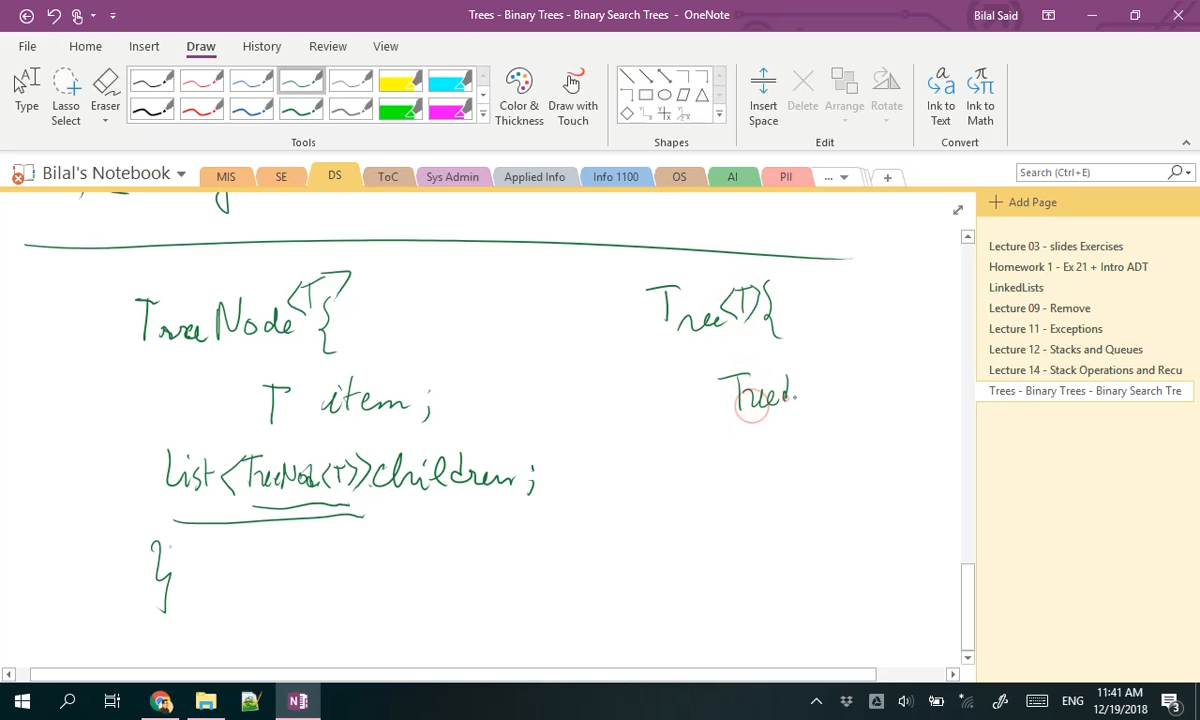 Trees - Binary Trees - Binary Search Trees - OneNote
Bilal Said
File Home Insert Draw History Review View
Type
Lasso Select
Eraser
Color & Thickness
Draw with Touch
Insert Space
Delete
Arrange
Rotate
Ink to Text
Ink to Math
Tools
Shapes
Edit
Convert
Bilal's Notebook
MIS SE DS ToC Sys Admin Applied Info Info 1100 OS AI PII ...
Search (Ctrl+E)
Add Page
Lecture 03 - slides Exercises
Homework 1 - Ex 21 + Intro ADT
LinkedLists
Lecture 09 - Remove
Lecture 11 - Exceptions
Lecture 12 - Stacks and Queues
Lecture 14 - Stack Operations and Recu
Trees - Binary Trees - Binary Search Tre
TreeNode<T>{
T item;
List<TreeNode<T>>children;
}
Tree<T>{
ENG
11:41 AM
12/19/2018
3